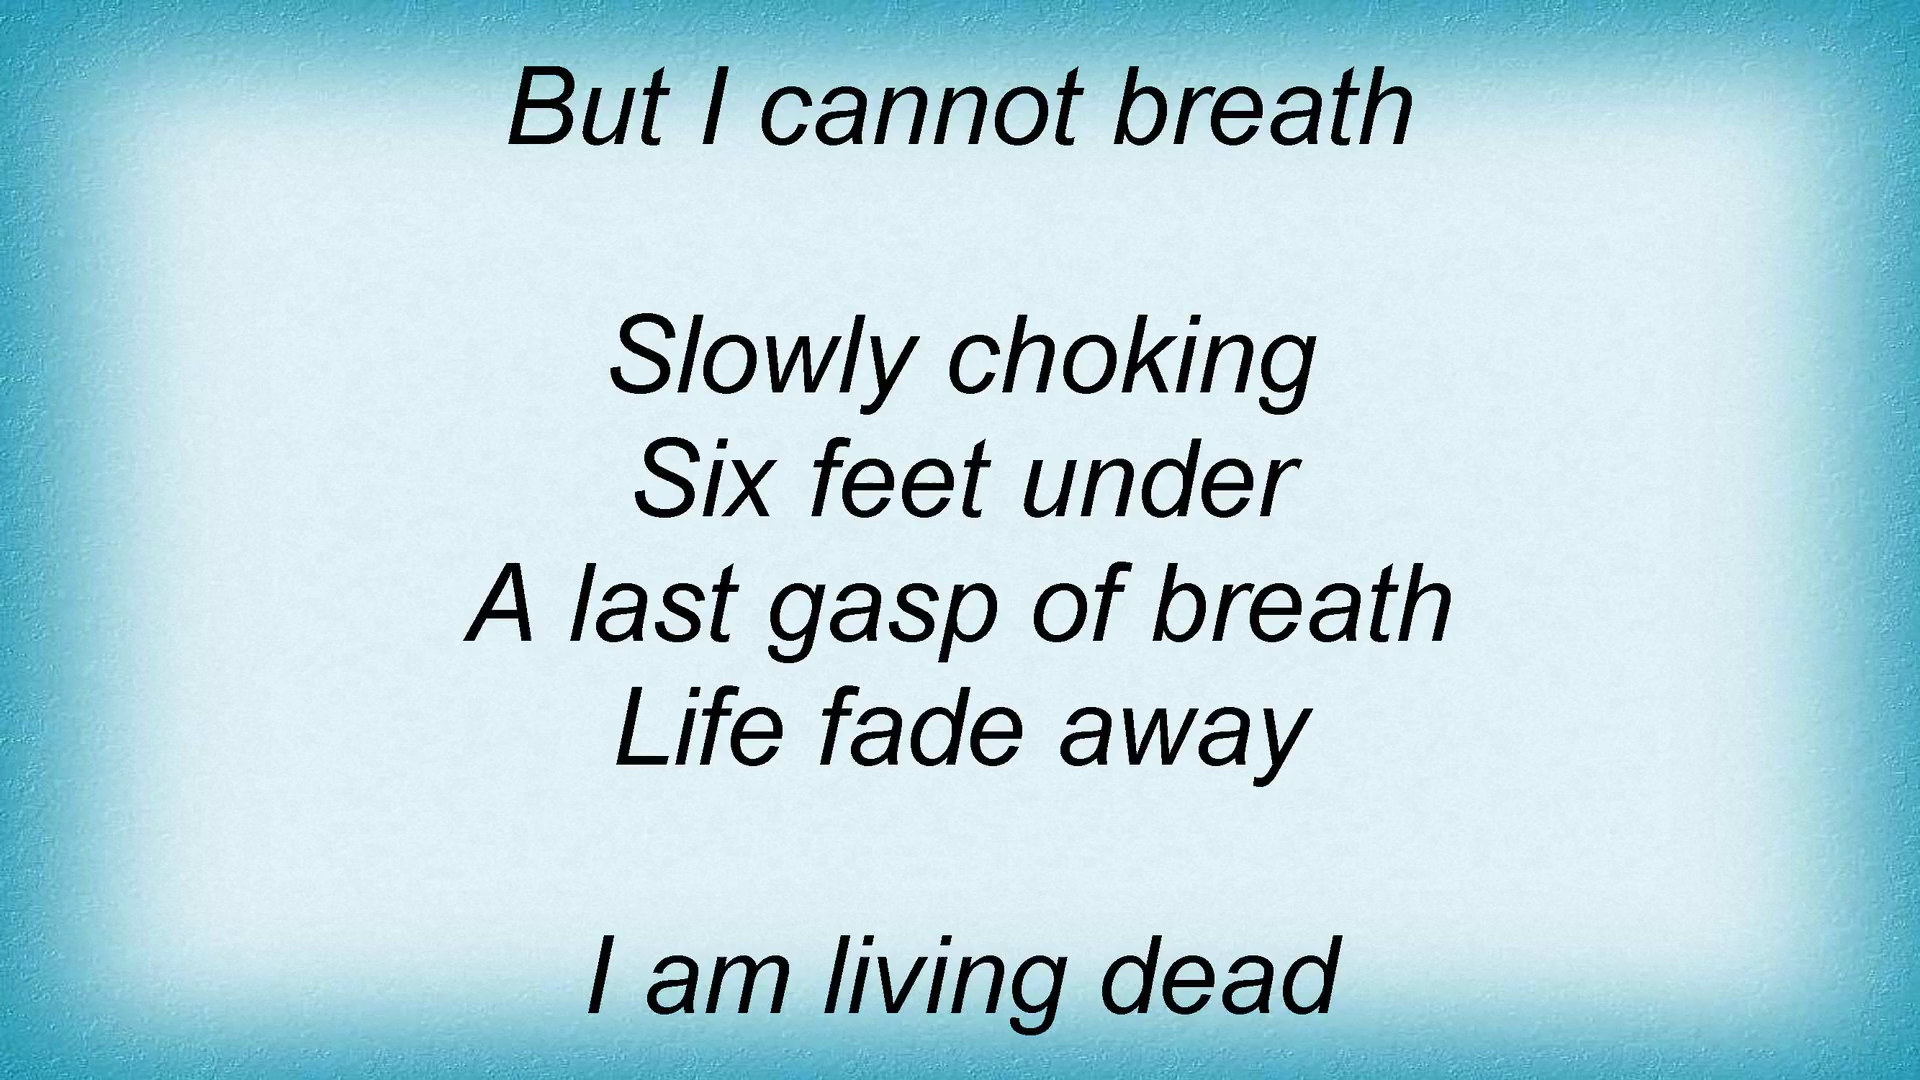 But I cannot breath
Slowly choking
Six feet under
A last gasp of breath
Life fade away
I am living dead